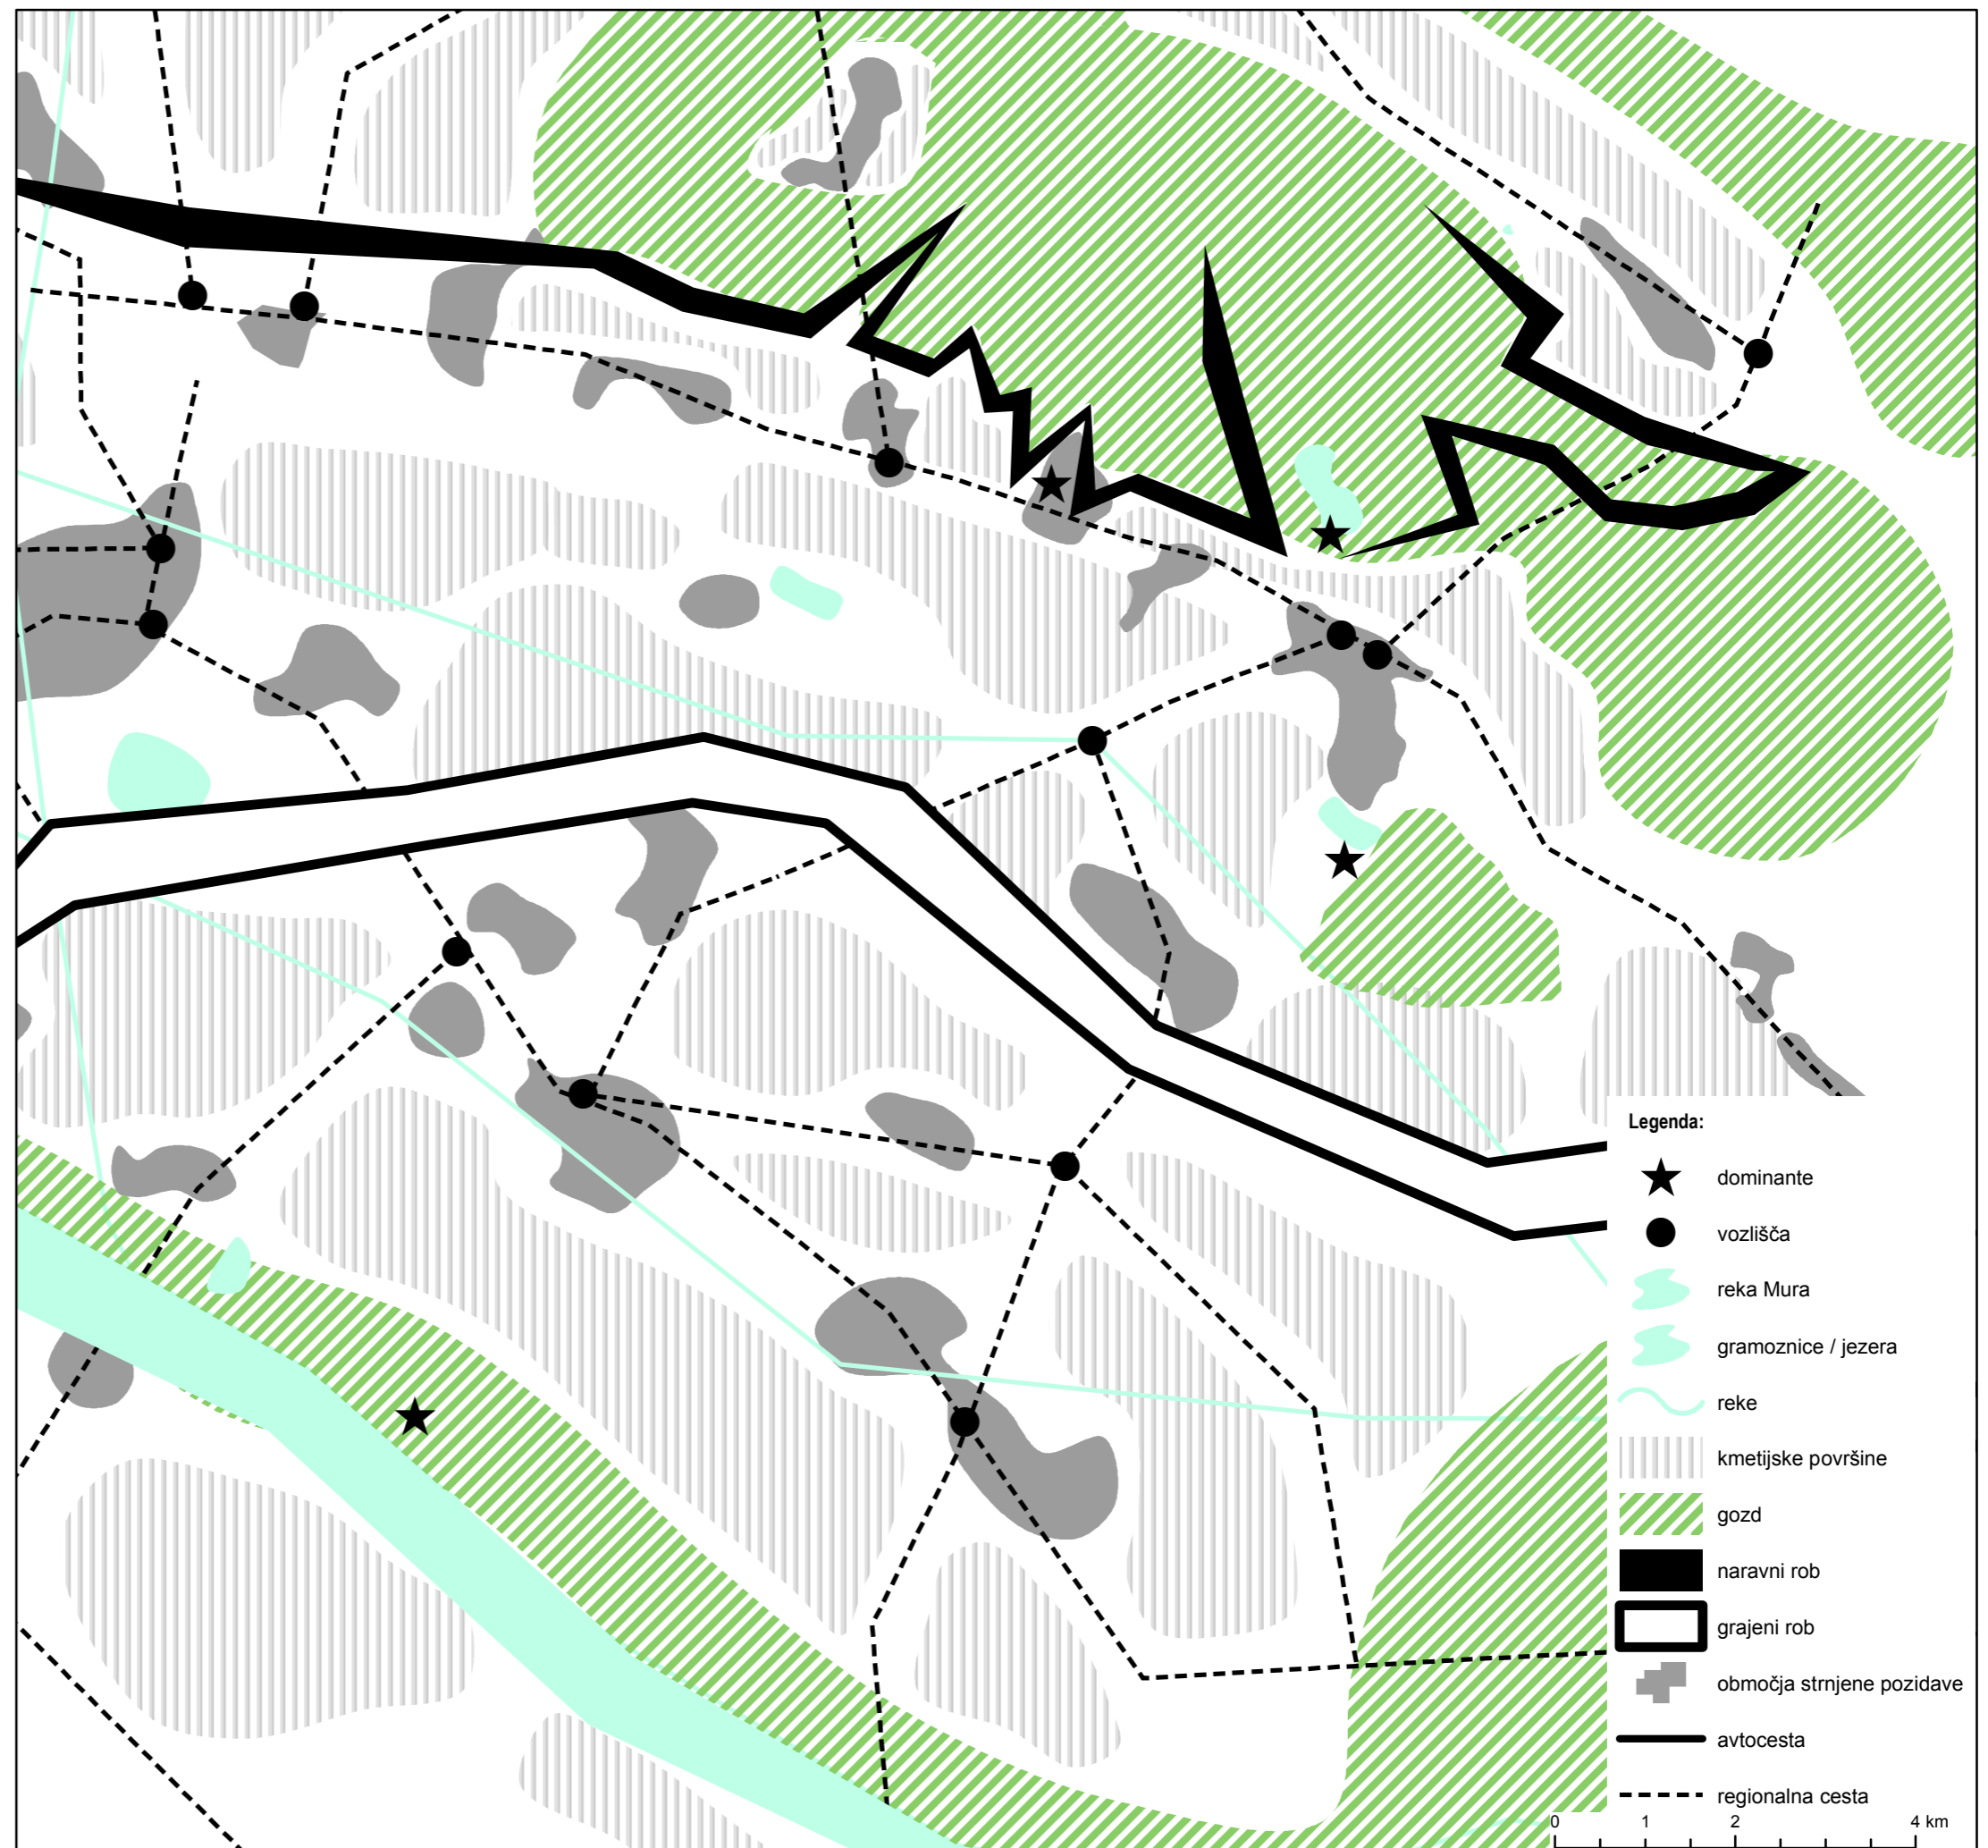 Legenda:
dominante
vozlišča
reka Mura
gramoznice / jezera
reke
kmetijske površine
gozd
naravni rob
grajeni rob
območja strnjene pozidave
avtocesta
regionalna cesta
0 1 2 4 km